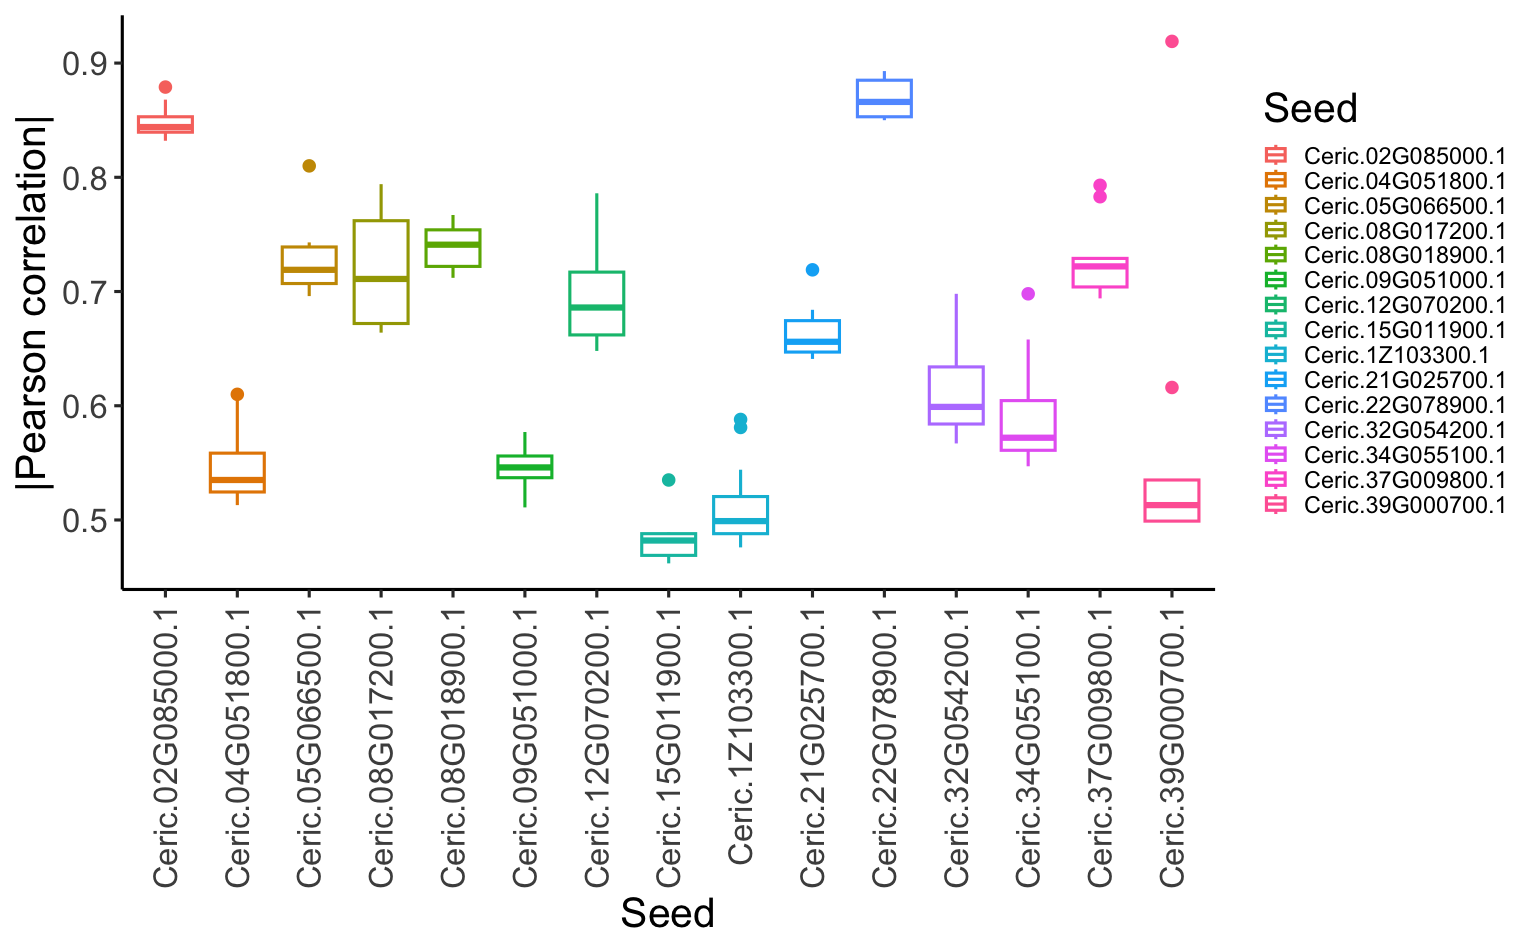 |Pearson correlation|
0.9
0.8
0.7
0.6
0.5
Ceric.02G085000.1
Ceric.04G051800.1
Ceric.05G066500.1
Ceric.08G017200.1
Ceric.08G018900.1
Ceric.09G051000.1
Ceric.12G070200.1
Ceric.15G011900.1
Ceric.1Z103300.1
Ceric.21G025700.1
Ceric.22G078900.1
Ceric.32G054200.1
Ceric.34G055100.1
Ceric.37G009800.1
Ceric.39G000700.1
Seed
Seed
Ceric.02G085000.1
Ceric.04G051800.1
Ceric.05G066500.1
Ceric.08G017200.1
Ceric.08G018900.1
Ceric.09G051000.1
Ceric.12G070200.1
Ceric.15G011900.1
Ceric.1Z103300.1
Ceric.21G025700.1
Ceric.22G078900.1
Ceric.32G054200.1
Ceric.34G055100.1
Ceric.37G009800.1
Ceric.39G000700.1